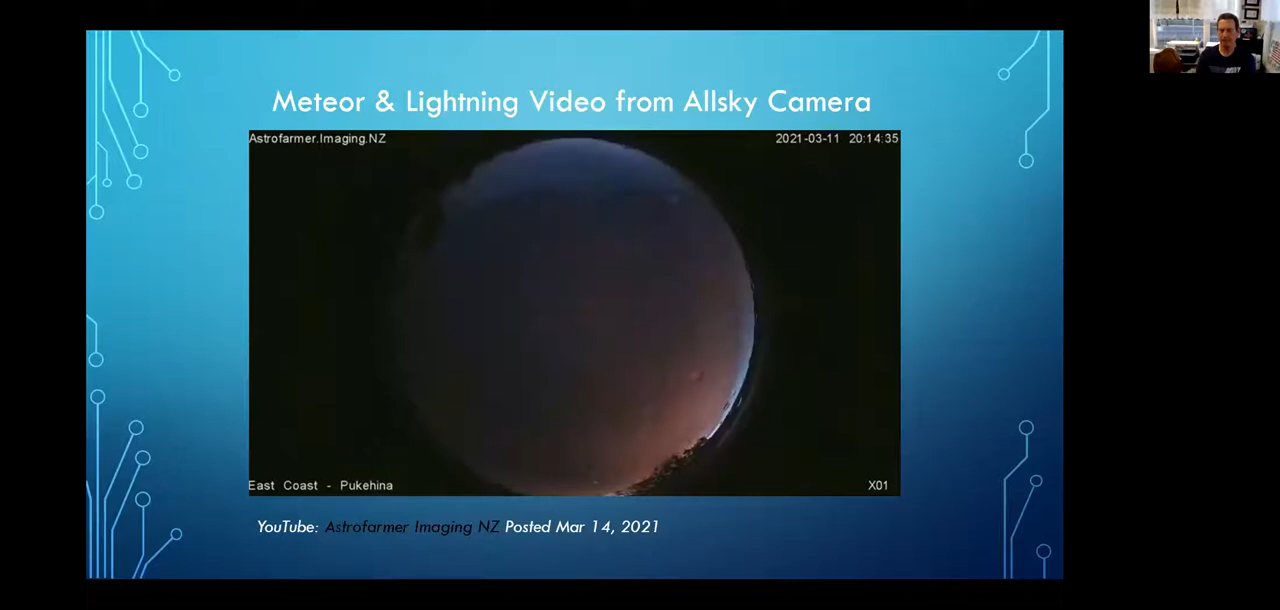 Meteor & Lightning Video from Allsky Camera
Astrofarmer.Imaging.NZ 2021-03-11 20:14:35
East Coast - Pukehina X01
YouTube: Astrofarmer Imaging NZ Posted Mar 14, 2021